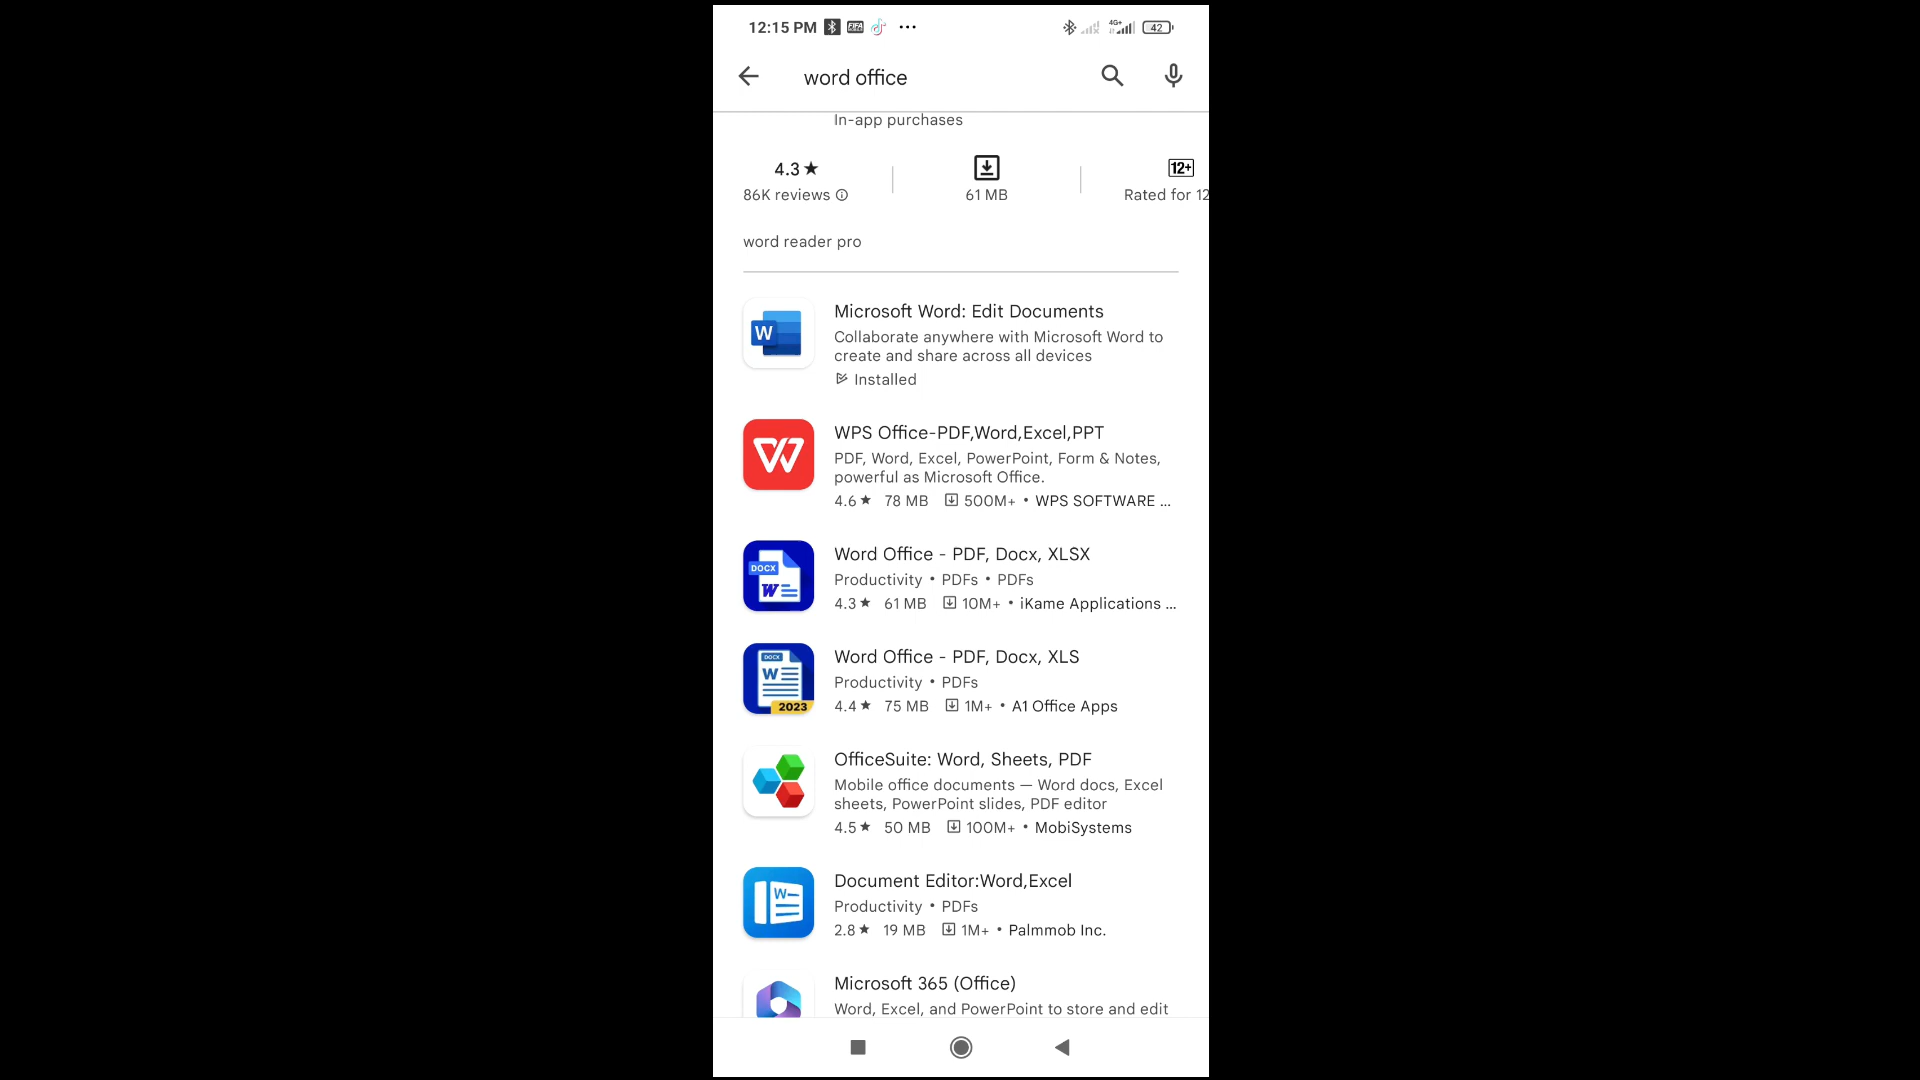 12:15 PM
4G+
42
word office
In-app purchases
4.3★
86K reviews
61 MB
12+
Rated for 12
word reader pro
Microsoft Word: Edit Documents
Collaborate anywhere with Microsoft Word to
create and share across all devices
Installed
WPS Office-PDF,Word,Excel,PPT
PDF, Word, Excel, PowerPoint, Form & Notes,
powerful as Microsoft Office.
4.6★ 78 MB 500M+ • WPS SOFTWARE ...
DOCX
W
Word Office - PDF, Docx, XLSX
Productivity • PDFs • PDFs
4.3★ 61 MB 10M+ • iKame Applications ...
DOCX
W
2023
Word Office - PDF, Docx, XLS
Productivity • PDFs
4.4★ 75 MB 1M+ • A1 Office Apps
OfficeSuite: Word, Sheets, PDF
Mobile office documents — Word docs, Excel
sheets, PowerPoint slides, PDF editor
4.5★ 50 MB 100M+ • MobiSystems
W
Document Editor:Word,Excel
Productivity • PDFs
2.8★ 19 MB 1M+ • Palmmob Inc.
Microsoft 365 (Office)
Word, Excel, and PowerPoint to store and edit